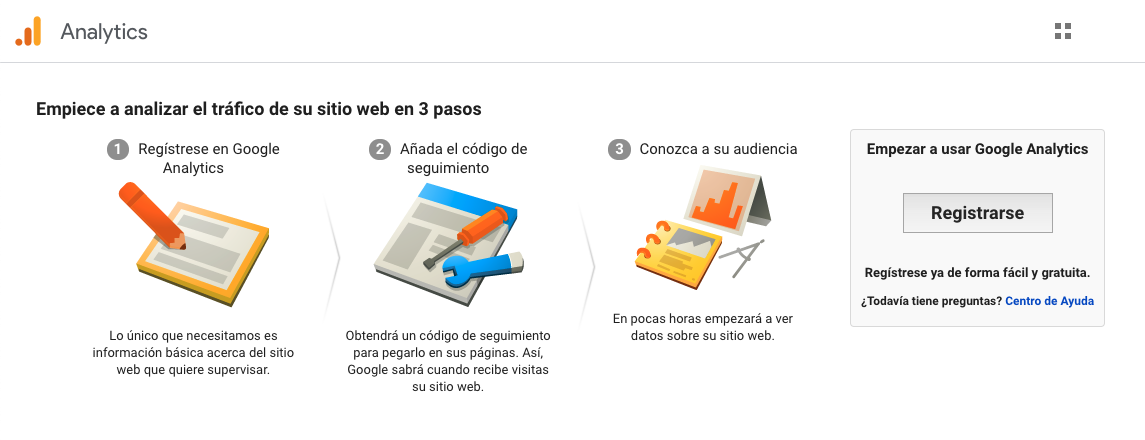 Analytics
Empiece a analizar el tráfico de su sitio web en 3 pasos
1 Regístrese en Google
Analytics
Lo único que necesitamos es
información básica acerca del sitio
web que quiere supervisar.
2 Añada el código de
seguimiento
Obtendrá un código de seguimiento
para pegarlo en sus páginas. Así,
Google sabrá cuando recibe visitas
su sitio web.
3 Conozca a su audiencia
En pocas horas empezará a ver
datos sobre su sitio web.
Empezar a usar Google Analytics
Registrarse
Regístrese ya de forma fácil y gratuita.
¿Todavía tiene preguntas? Centro de Ayuda